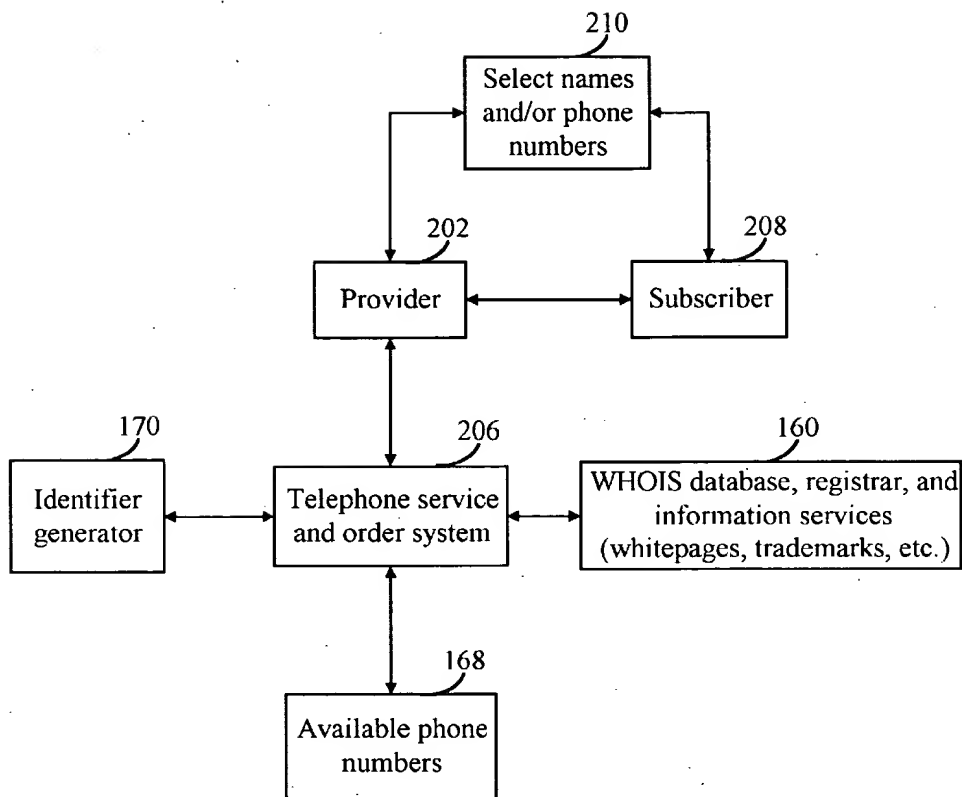 210
Select names
and/or phone
numbers
202
208
Provider
Subscriber
170
206
160
Identifier
generator
Telephone service
and order system
WHOIS database, registrar, and
information services
(whitepages, trademarks, etc.)
168
Available phone
numbers